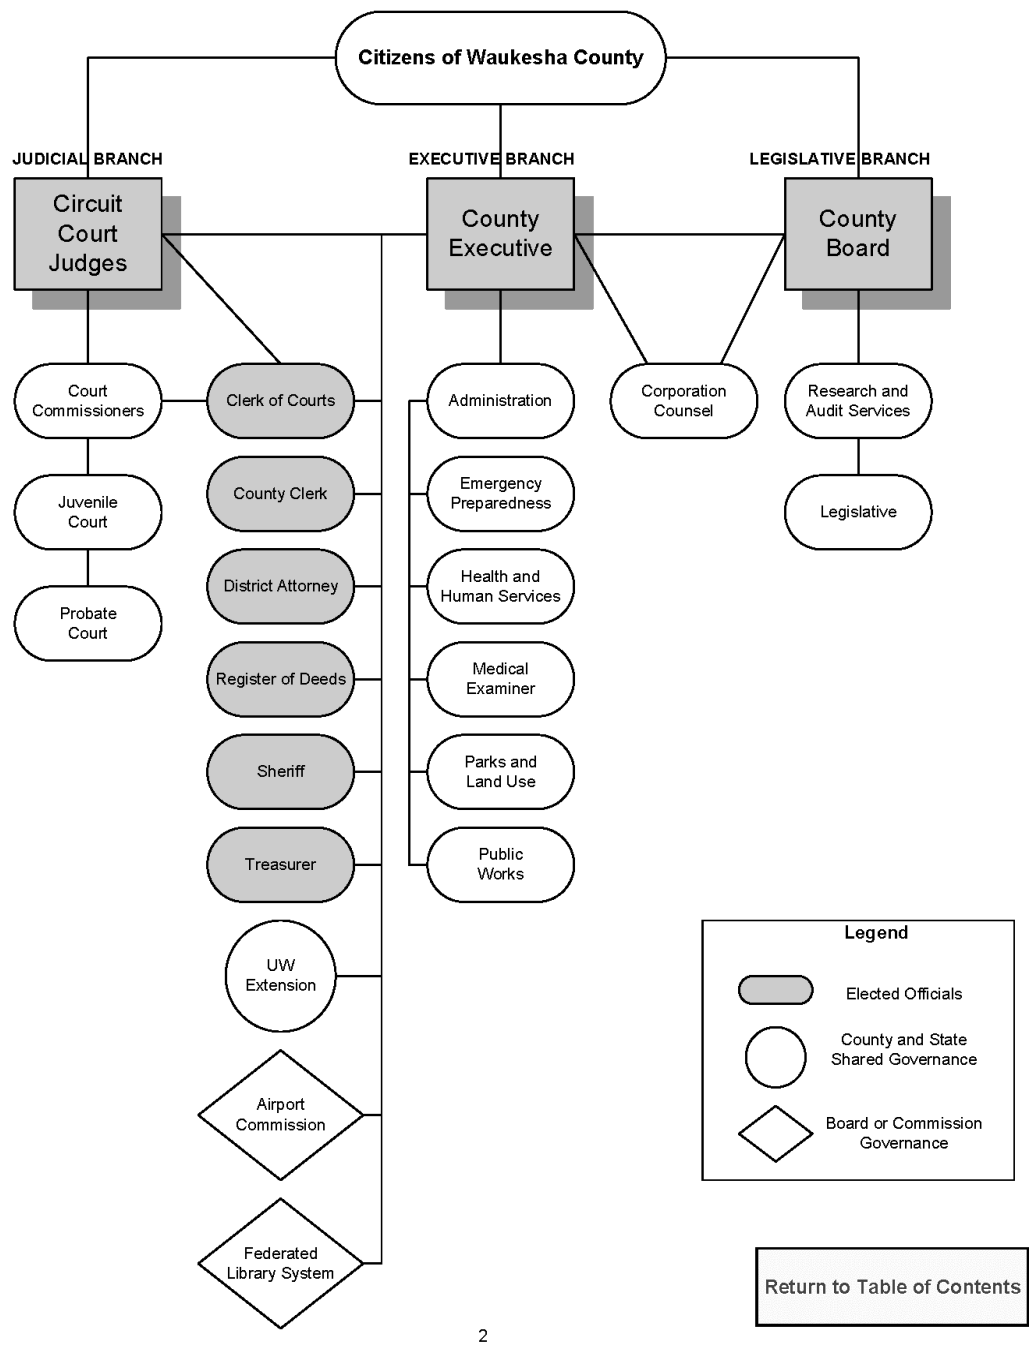 Citizens of Waukesha County
JUDICIAL BRANCH
EXECUTIVE BRANCH
LEGISLATIVE BRANCH
Circuit
Court
Judges
County
Executive
County
Board
Court
Commissioners
Clerk of Courts
Administration
Corporation
Counsel
Research and
Audit Services
Juvenile
Court
County Clerk
Emergency
Preparedness
Legislative
Probate
Court
District Attorney
Health and
Human Services
Register of Deeds
Medical
Examiner
Sheriff
Parks and
Land Use
Treasurer
Public
Works
UW
Extension
Airport
Commission
Federated
Library System
Legend
Elected Officials
County and State
Shared Governance
Board or Commission
Governance
Return to Table of Contents
2